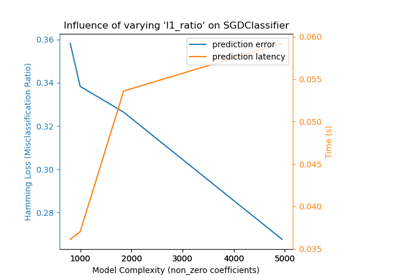 Influence of varying 'l1_ratio' on SGDClassifier
0.36
0.34
0.32
0.30
0.28
Hamming Loss (Misclassification Ratio)
prediction error
prediction latency
0.060
0.055
0.050
0.045
0.040
0.035
Time (s)
1000 2000 3000 4000 5000
Model Complexity (non_zero coefficients)